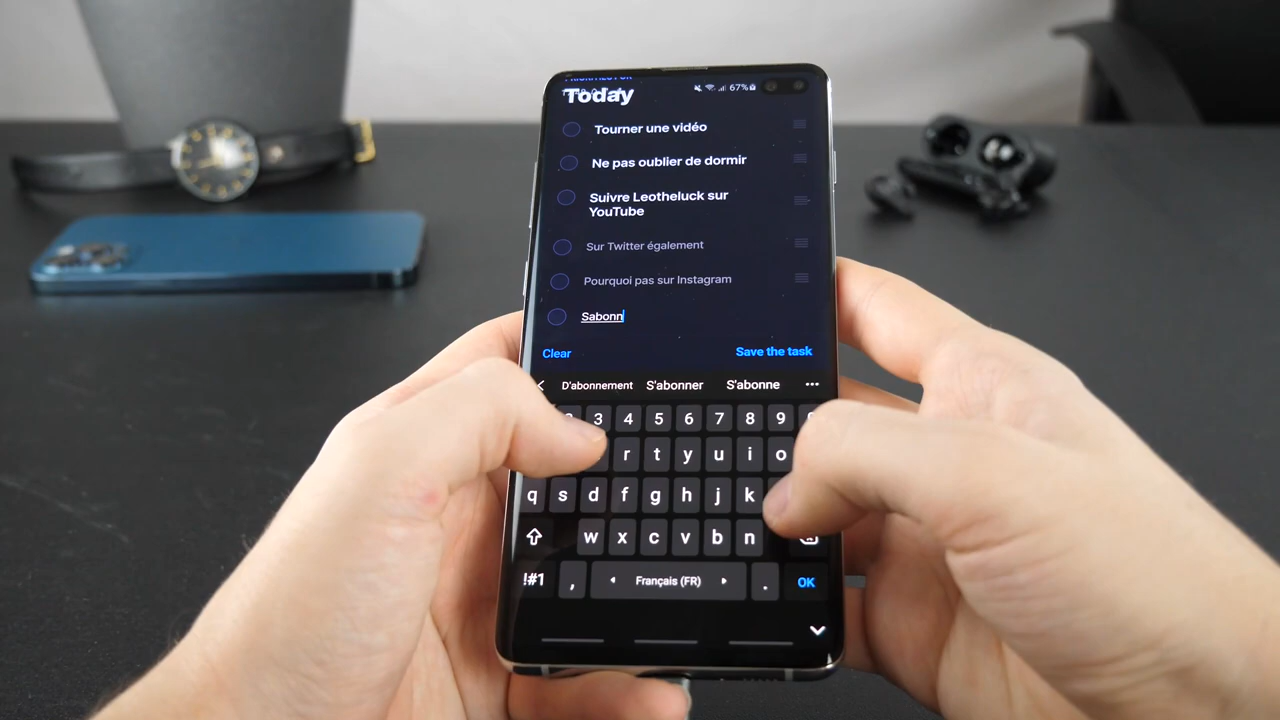 Today
67%
Tourner une vidéo
Ne pas oublier de dormir
Suivre Leotheluck sur
YouTube
Sur Twitter également
Pourquoi pas sur Instagram
Sabonn
Clear
Save the task
D'abonnement S'abonner S'abonne
3 4 5 6 7 8 9
r t y u i o
q s d f g h j k
w x c v b n
!#1 , Français (FR) . OK